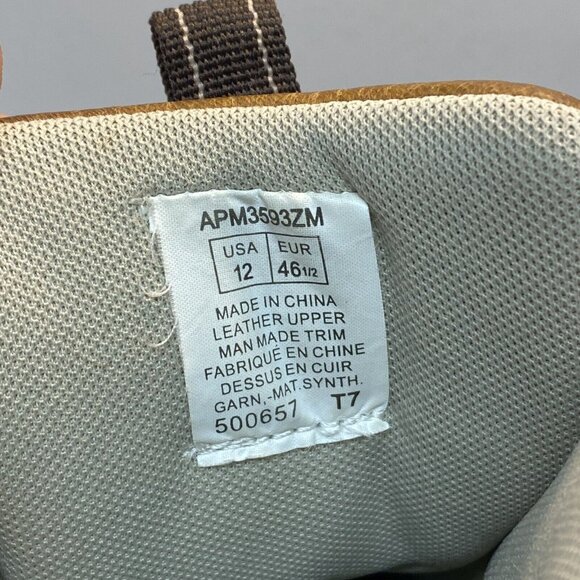 APM3593ZM
USA EUR
12 46 1/2
MADE IN CHINA
LEATHER UPPER
MAN MADE TRIM
FABRIQUÉ EN CHINE
DESSUS EN CUIR
GARN,-MAT.SYNTH.
500657 T7